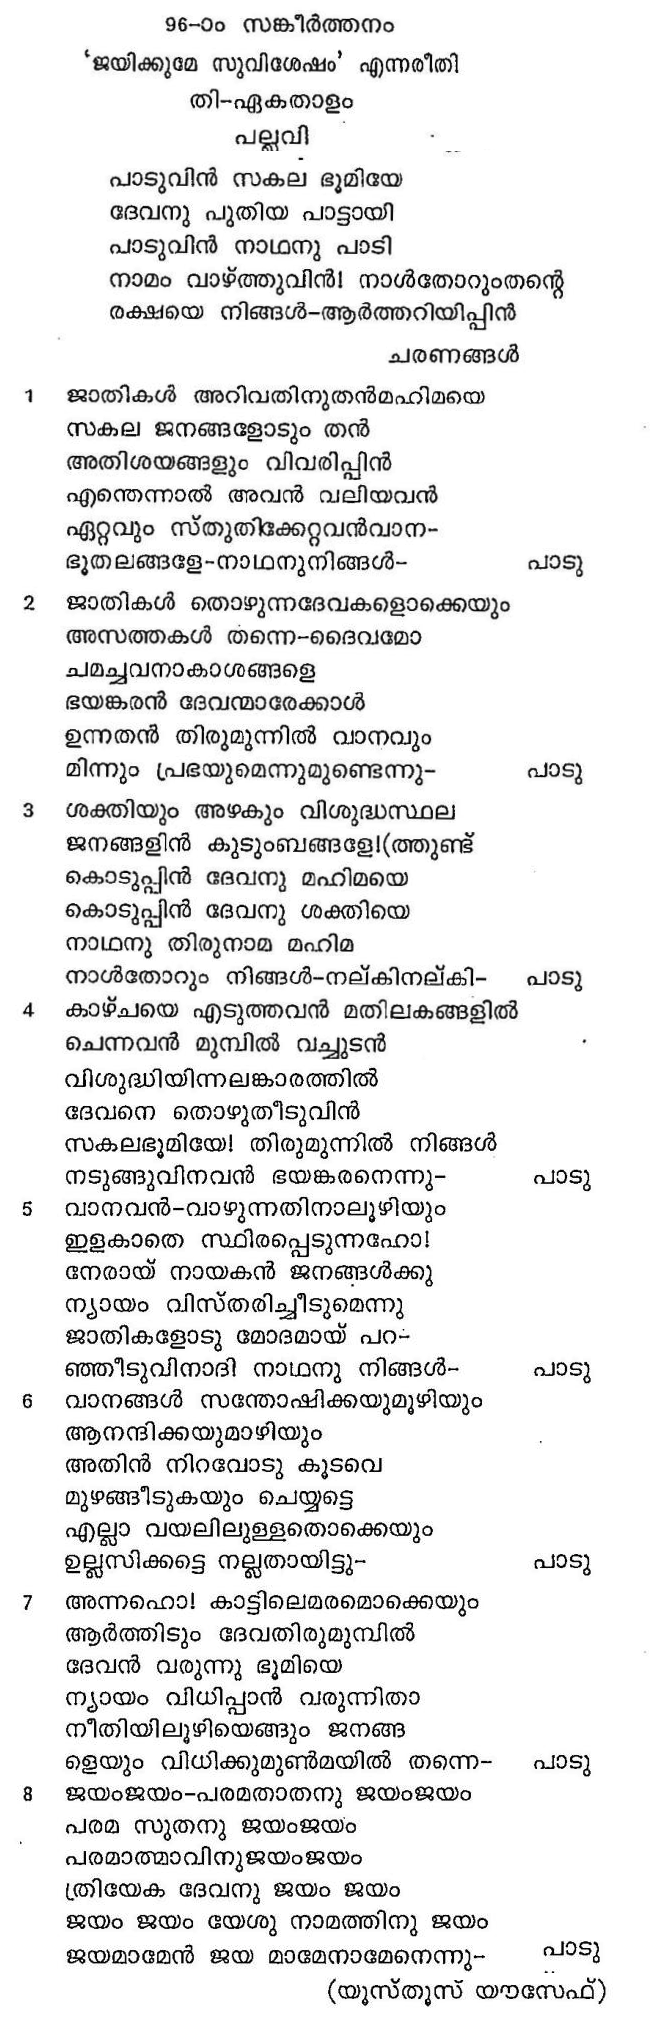 96-ാം സങ്കീർത്തനം
‘ജയിക്കുമേ സുവിശേഷം’ എന്നരീതി
തി-ഏകതാളം
പല്ലവി
പാടുവിൻ സകല ഭൂമിയേ
ദേവനു പുതിയ പാട്ടായി
പാടുവിൻ നാഥനു പാടി
നാമം വാഴ്ത്തുവിൻ! നാൾതോറുംതന്റെ
രക്ഷയെ നിങ്ങൾ-ആർത്തറിയിപ്പിൻ
ചരണങ്ങൾ
1 ജാതികൾ അറിവതിനുതൻമഹിമയെ
സകല ജനങ്ങളോടും തൻ
അതിശയങ്ങളും വിവരിപ്പിൻ
എന്തെന്നാൽ അവൻ വലിയവൻ
ഏറ്റവും സ്തുതിക്കേറ്റവൻവാന-
ഭൂതലങ്ങളേ-നാഥനുനിങ്ങൾ- പാടു
2 ജാതികൾ തൊഴുന്നദേവകളൊക്കെയും
അസത്തകൾ തന്നെ-ദൈവമോ
ചമച്ചവനാകാശങ്ങളെ
ഭയങ്കരൻ ദേവന്മാരേക്കാൾ
ഉന്നതൻ തിരുമുന്നിൽ വാനവും
മിന്നും പ്രഭയുമെന്നുമുണ്ടെന്നു- പാടു
3 ശക്തിയും അഴകും വിശുദ്ധസ്ഥല
ജനങ്ങളിൻ കുടുംബങ്ങളേ!(ത്തുണ്ട്
കൊടുപ്പിൻ ദേവനു മഹിമയെ
കൊടുപ്പിൻ ദേവനു ശക്തിയെ
നാഥനു തിരുനാമ മഹിമ
നാൾതോറും നിങ്ങൾ-നല്കിനല്കി- പാടു
4 കാഴ്ചയെ എടുത്തവൻ മതിലകങ്ങളിൽ
ചെന്നവൻ മുമ്പിൽ വച്ചുടൻ
വിശുദ്ധിയിന്നലങ്കാരത്തിൽ
ദേവനെ തൊഴുതീടുവിൻ
സകലഭൂമിയേ! തിരുമുന്നിൽ നിങ്ങൾ
നടുങ്ങുവിനവൻ ഭയങ്കരനെന്നു- പാടു
5 വാനവൻ-വാഴുന്നതിനാലൂഴിയും
ഇളകാതെ സ്ഥിരപ്പെടുന്നഹോ!
നേരായ് നായകൻ ജനങ്ങൾക്കു
ന്യായം വിസ്തരിച്ചീടുമെന്നു
ജാതികളോടു മോദമായ് പറ-
ഞ്ഞീടുവിനാദി നാഥനു നിങ്ങൾ- പാടു
6 വാനങ്ങൾ സന്തോഷിക്കയുമൂഴിയും
ആനന്ദിക്കയുമാഴിയും
അതിൻ നിറവോടു കൂടവെ
മുഴങ്ങീടുകയും ചെയ്യട്ടെ
എല്ലാ വയലിലുള്ളതൊക്കെയും
ഉല്ലസിക്കട്ടെ നല്ലതായിട്ടു- പാടു
7 അന്നഹൊ! കാട്ടിലെമരമൊക്കെയും
ആർത്തിടും ദേവതിരുമുമ്പിൽ
ദേവൻ വരുന്നു ഭൂമിയെ
ന്യായം വിധിപ്പാൻ വരുന്നിതാ
നീതിയിലൂഴിയെങ്ങും ജനങ്ങ
ളെയും വിധിക്കുമുൺമയിൽ തന്നെ- പാടു
8 ജയംജയം-പരമതാതനു ജയംജയം
പരമ സുതനു ജയംജയം
പരമാത്മാവിനുജയംജയം
ത്രിയേക ദേവനു ജയം ജയം
ജയം ജയം യേശു നാമത്തിനു ജയം
ജയമാമേൻ ജയ മാമേനാമേനെന്നു- പാടു
(യൂസ്തൂസ് യൗസേഫ്)